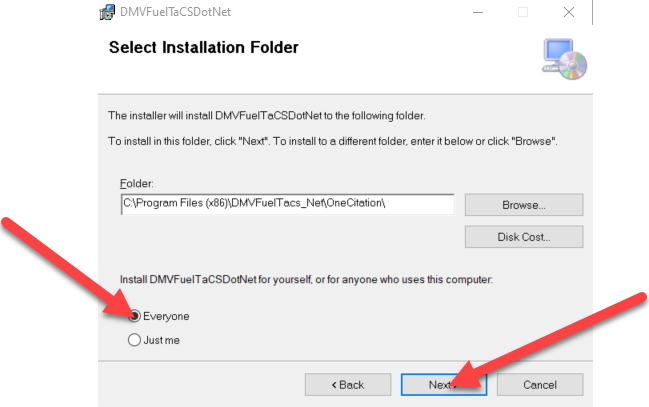 DMVFuelTaCSDotNet
Select Installation Folder
The installer will install DMVFuelTaCSDotNet to the following folder.
To install in this folder, click "Next". To install to a different folder, enter it below or click "Browse".
Folder:
C:\Program Files (x86)\DMVFuelTacs_Net\OneCitation\
Browse...
Disk Cost...
Install DMVFuelTaCSDotNet for yourself, or for anyone who uses this computer:
Everyone
Just me
< Back
Next >
Cancel